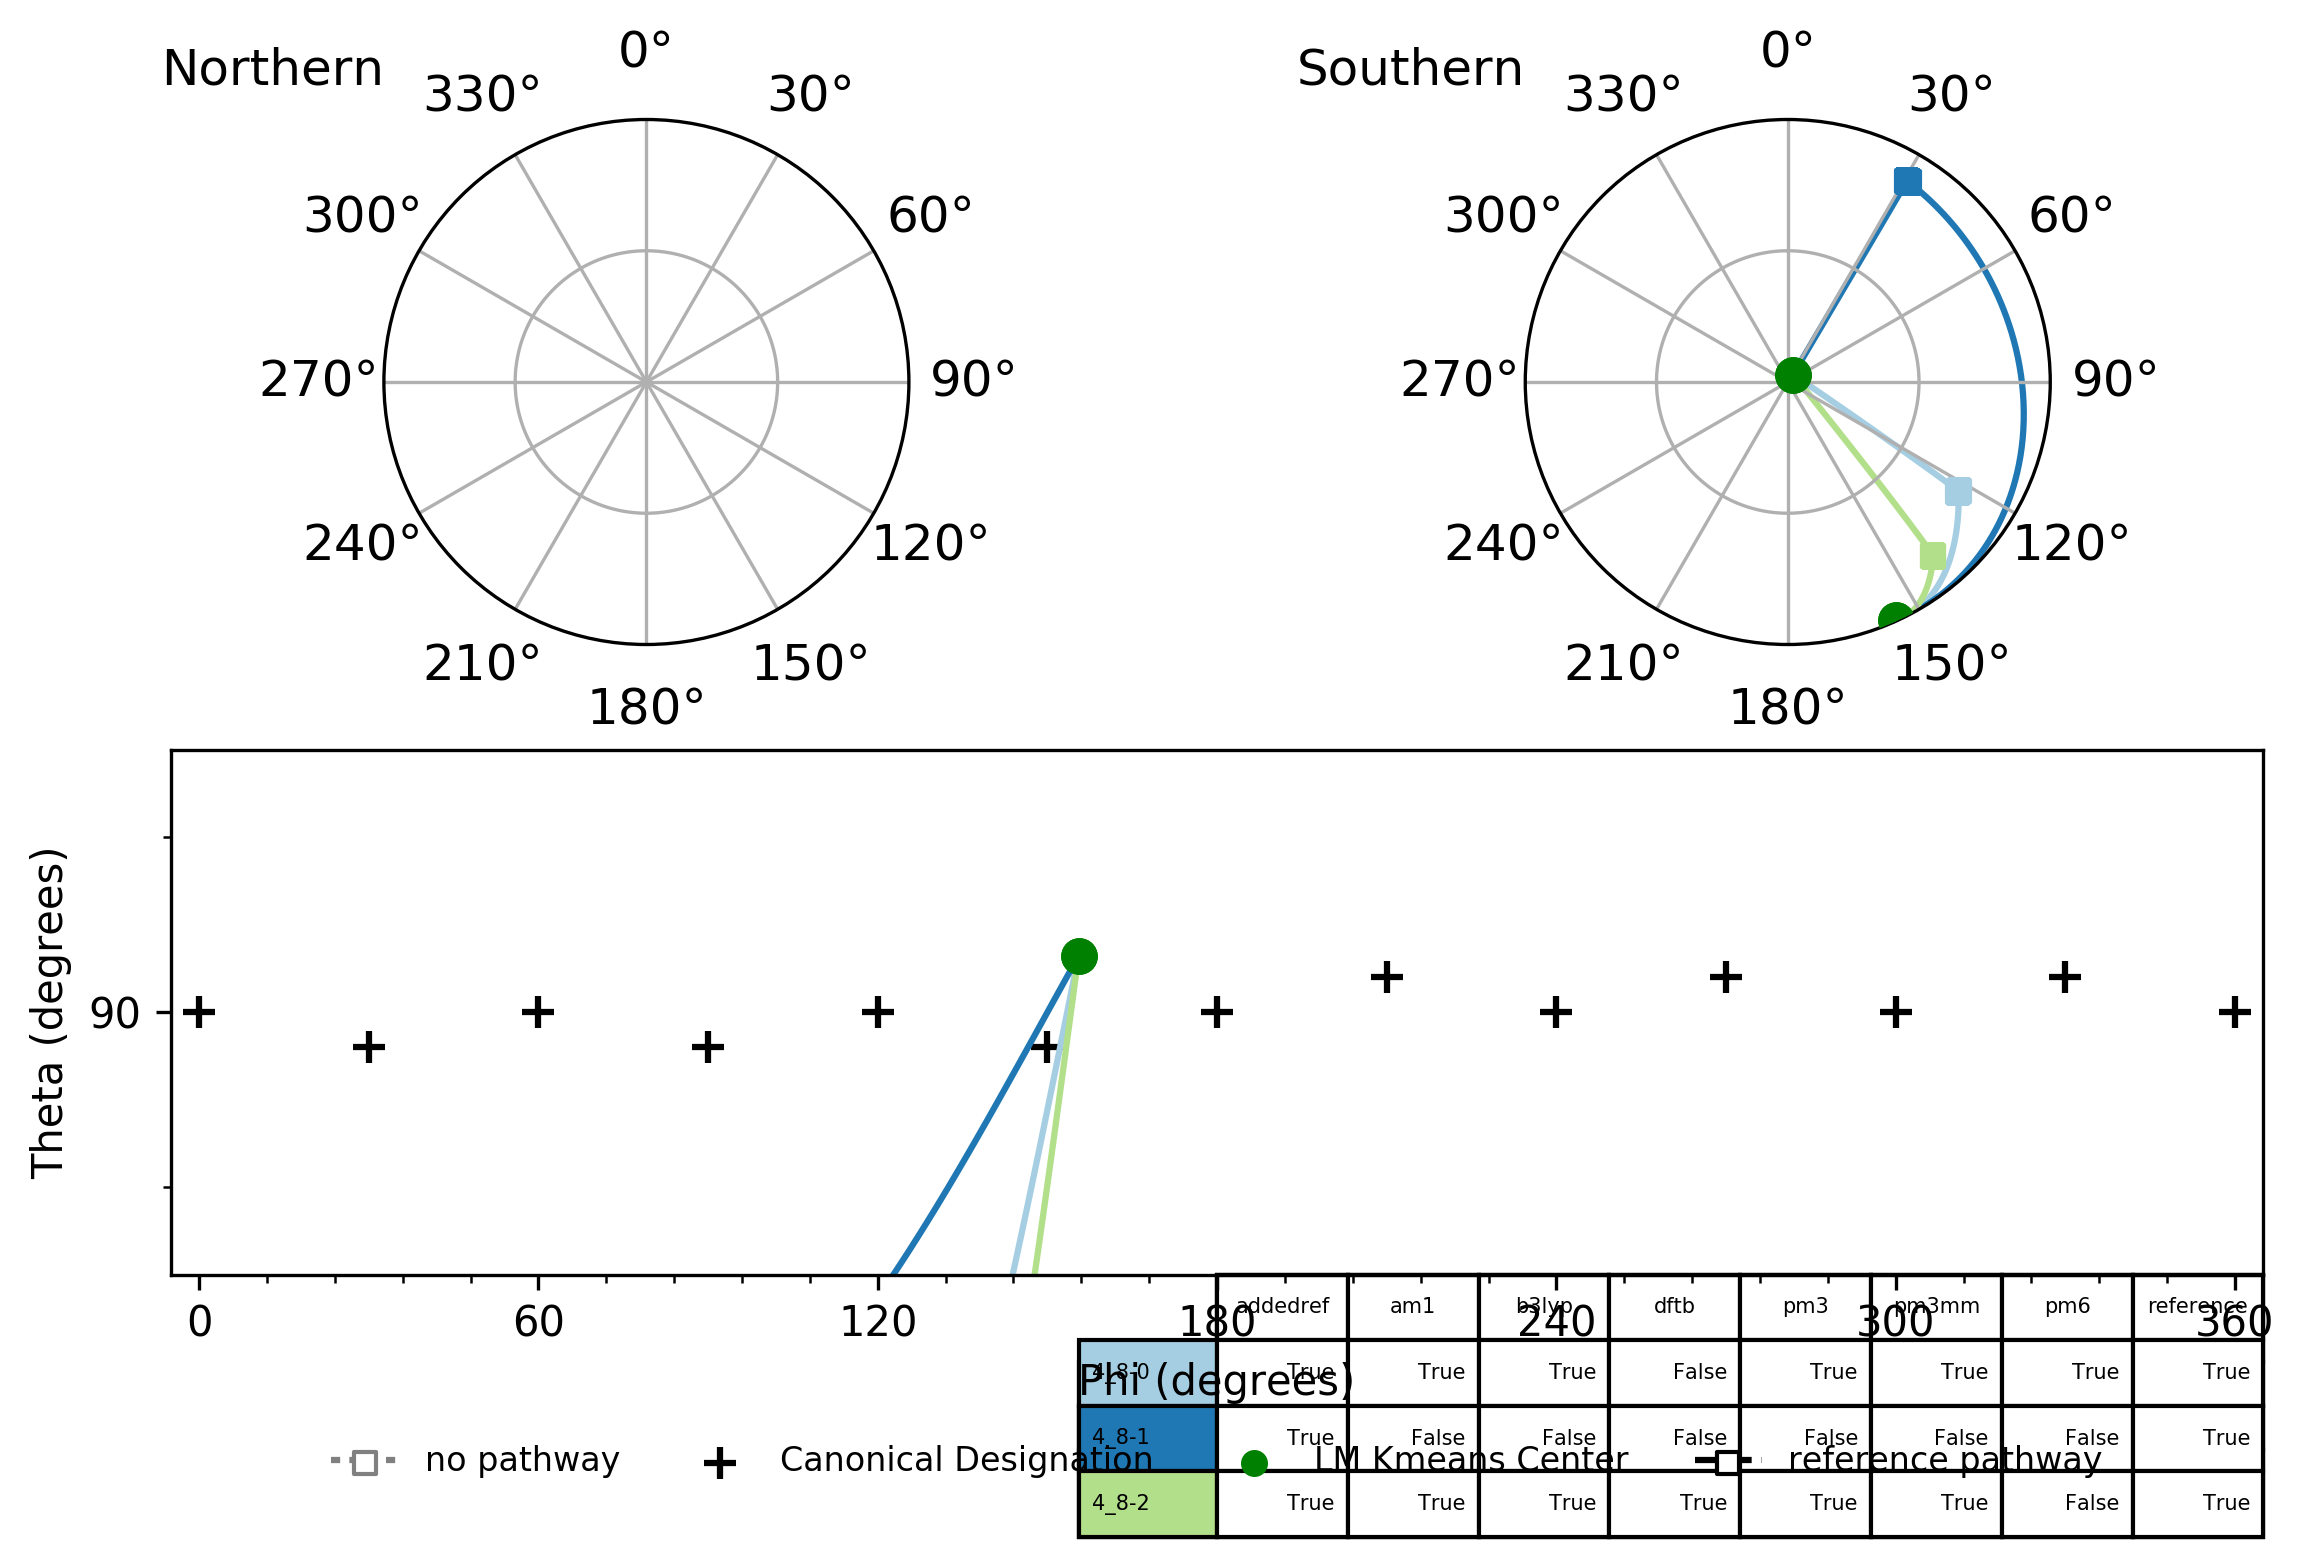 Northern
0°
30°
60°
90°
120°
150°
180°
210°
240°
270°
300°
330°
Southern
0°
30°
60°
90°
120°
150°
180°
210°
240°
270°
300°
330°
Theta (degrees)
90
0 60 120 180 240 300 360
Phi (degrees)
addedref am1 b3lyp dftb pm3 pm3mm pm6 reference
4_8-0 True True True False True True True True
4_8-1 True False False False False False False True
4_8-2 True True True True True True False True
no pathway
Canonical Designation
LM Kmeans Center
reference pathway